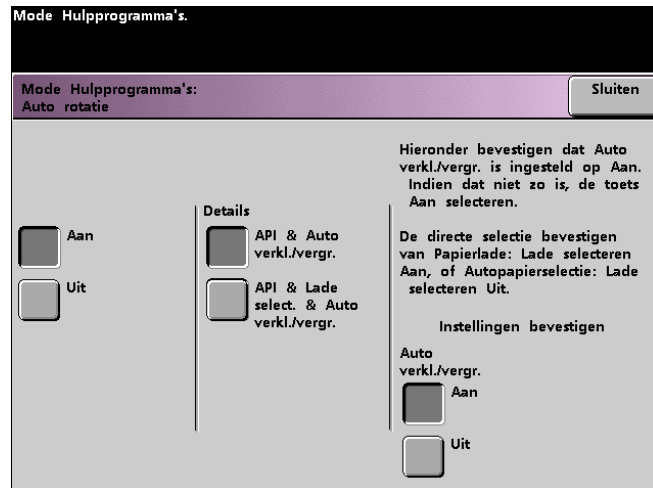 Mode Hulpprogramma's.
Mode Hulpprogramma's:
Auto rotatie
Sluiten
Aan
Uit
Details
API & Auto
verkl./vergr.
API & Lade
select. & Auto
verkl./vergr.
Hieronder bevestigen dat Auto
verkl./vergr. is ingesteld op Aan.
Indien dat niet zo is, de toets
Aan selecteren.
De directe selectie bevestigen
van Papierlade: Lade selecteren
Aan, of Autopapierselectie: Lade
selecteren Uit.
Instellingen bevestigen
Auto
verkl./vergr.
Aan
Uit